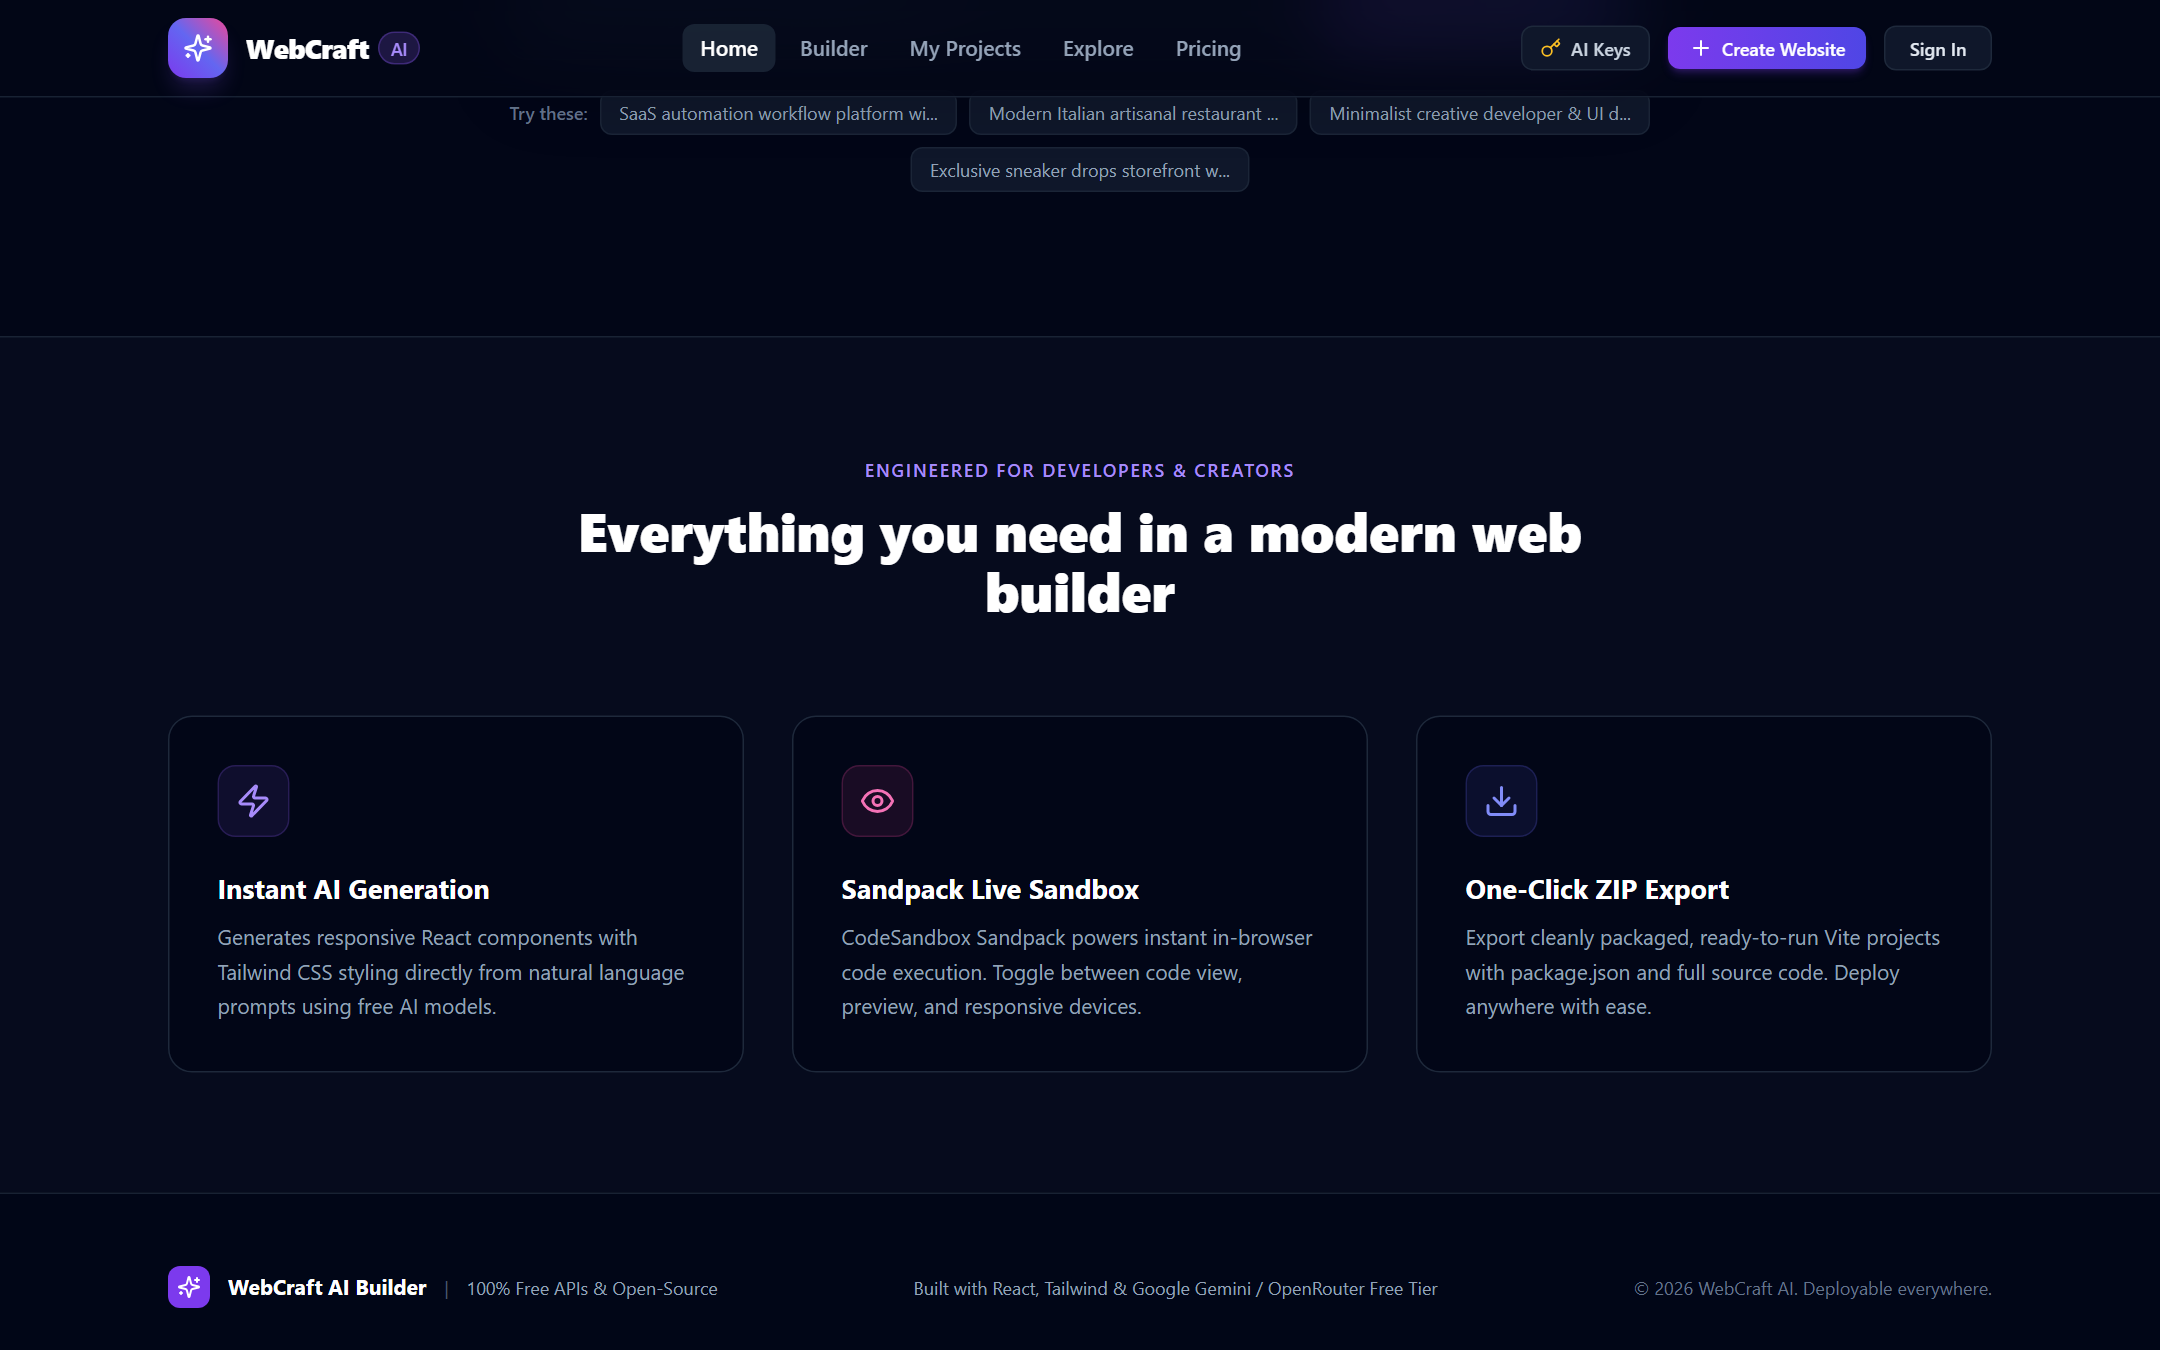 WebCraft AI
Home Builder My Projects Explore Pricing
AI Keys Create Website Sign In
Try these: SaaS automation workflow platform wi... Modern Italian artisanal restaurant ... Minimalist creative developer & UI d...
Exclusive sneaker drops storefront w...
ENGINEERED FOR DEVELOPERS & CREATORS
Everything you need in a modern web
builder
Instant AI Generation
Generates responsive React components with
Tailwind CSS styling directly from natural language
prompts using free AI models.
Sandpack Live Sandbox
CodeSandbox Sandpack powers instant in-browser
code execution. Toggle between code view,
preview, and responsive devices.
One-Click ZIP Export
Export cleanly packaged, ready-to-run Vite projects
with package.json and full source code. Deploy
anywhere with ease.
WebCraft AI Builder | 100% Free APIs & Open-Source
Built with React, Tailwind & Google Gemini / OpenRouter Free Tier
© 2026 WebCraft AI. Deployable everywhere.